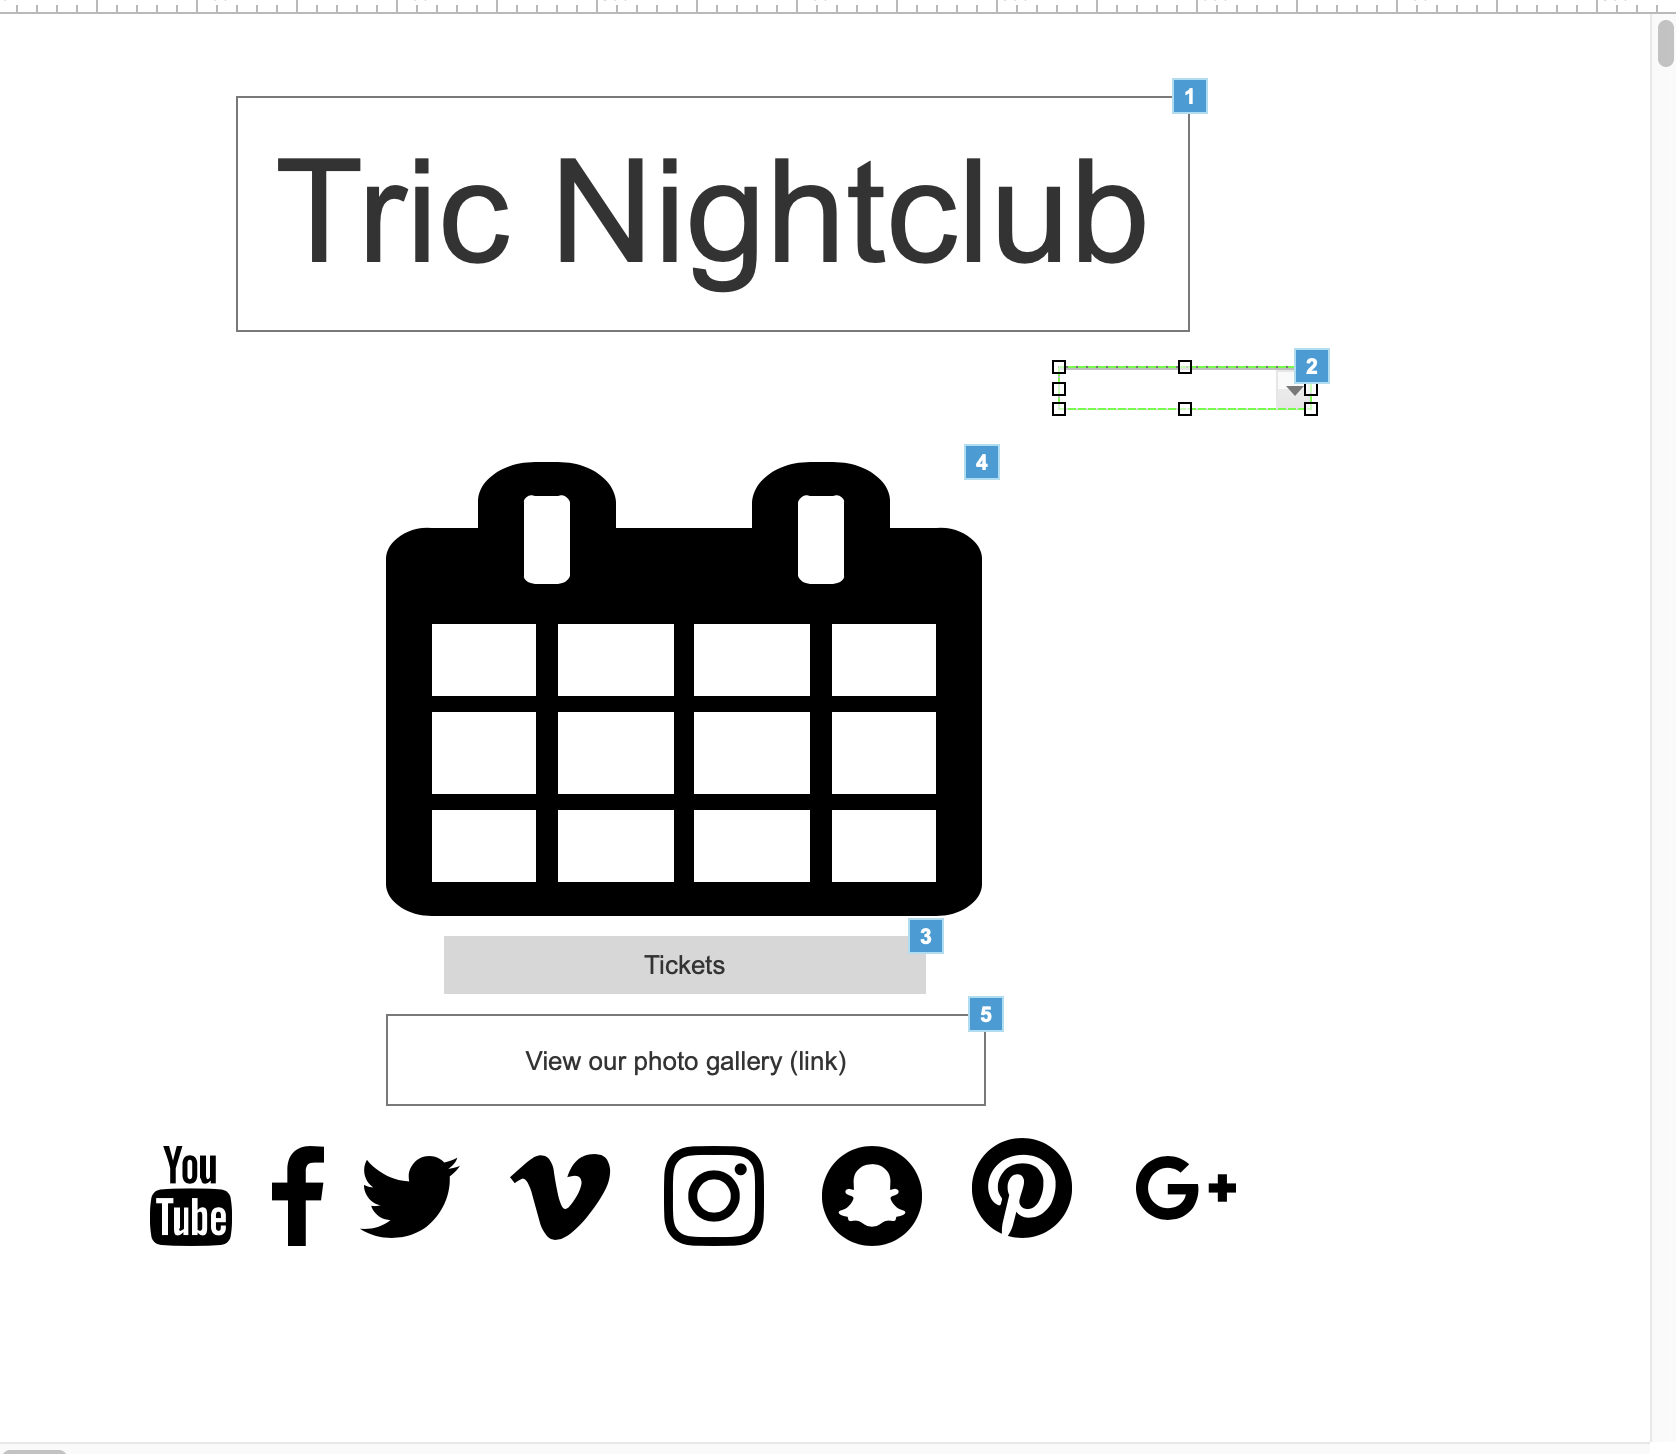 1
Tric Nightclub
2
4
3
Tickets
5
View our photo gallery (link)
You
Tube
G+